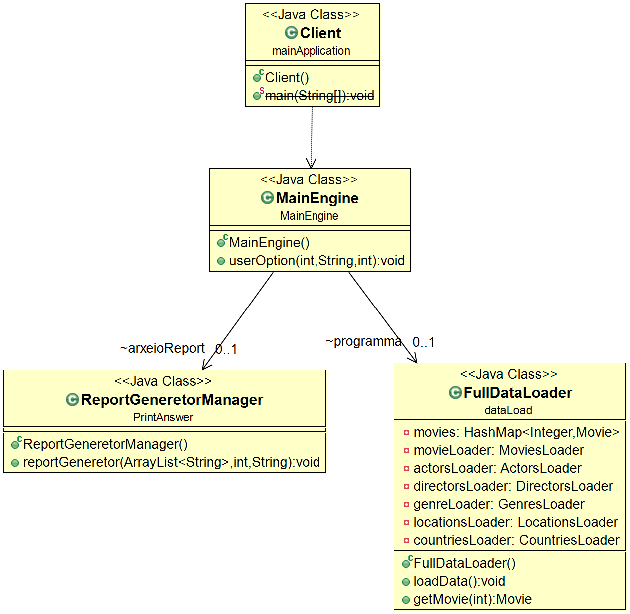 <<Java Class>>
Client
mainApplication
Client()
main(String[]):void
<<Java Class>>
MainEngine
MainEngine
MainEngine()
userOption(int,String,int):void
~arxeioReport 0..1
~programma 0..1
<<Java Class>>
ReportGeneretorManager
PrintAnswer
ReportGeneretorManager()
reportGeneretor(ArrayList<String>,int,String):void
<<Java Class>>
FullDataLoader
dataLoad
movies: HashMap<Integer,Movie>
movieLoader: MoviesLoader
actorsLoader: ActorsLoader
directorsLoader: DirectorsLoader
genreLoader: GenresLoader
locationsLoader: LocationsLoader
countriesLoader: CountriesLoader
FullDataLoader()
loadData():void
getMovie(int):Movie